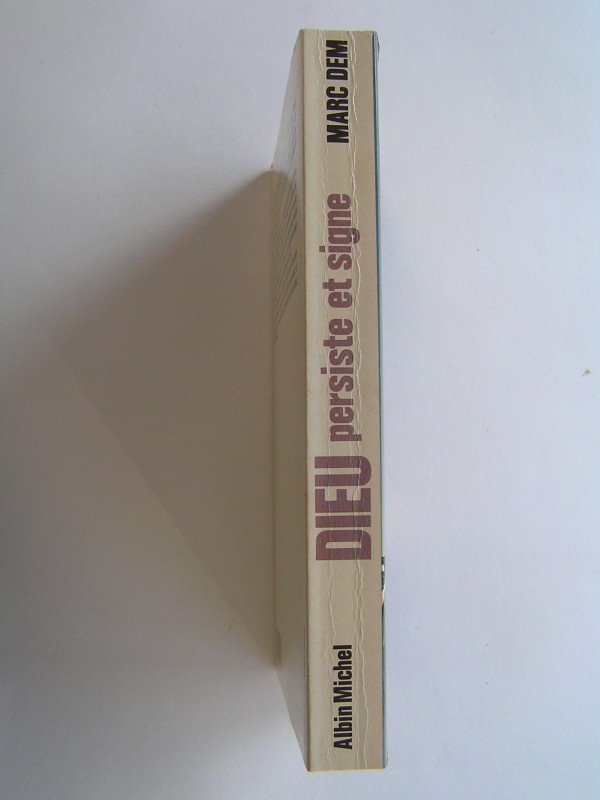 Albin Michel
DIEU persiste et signe
MARC DEM